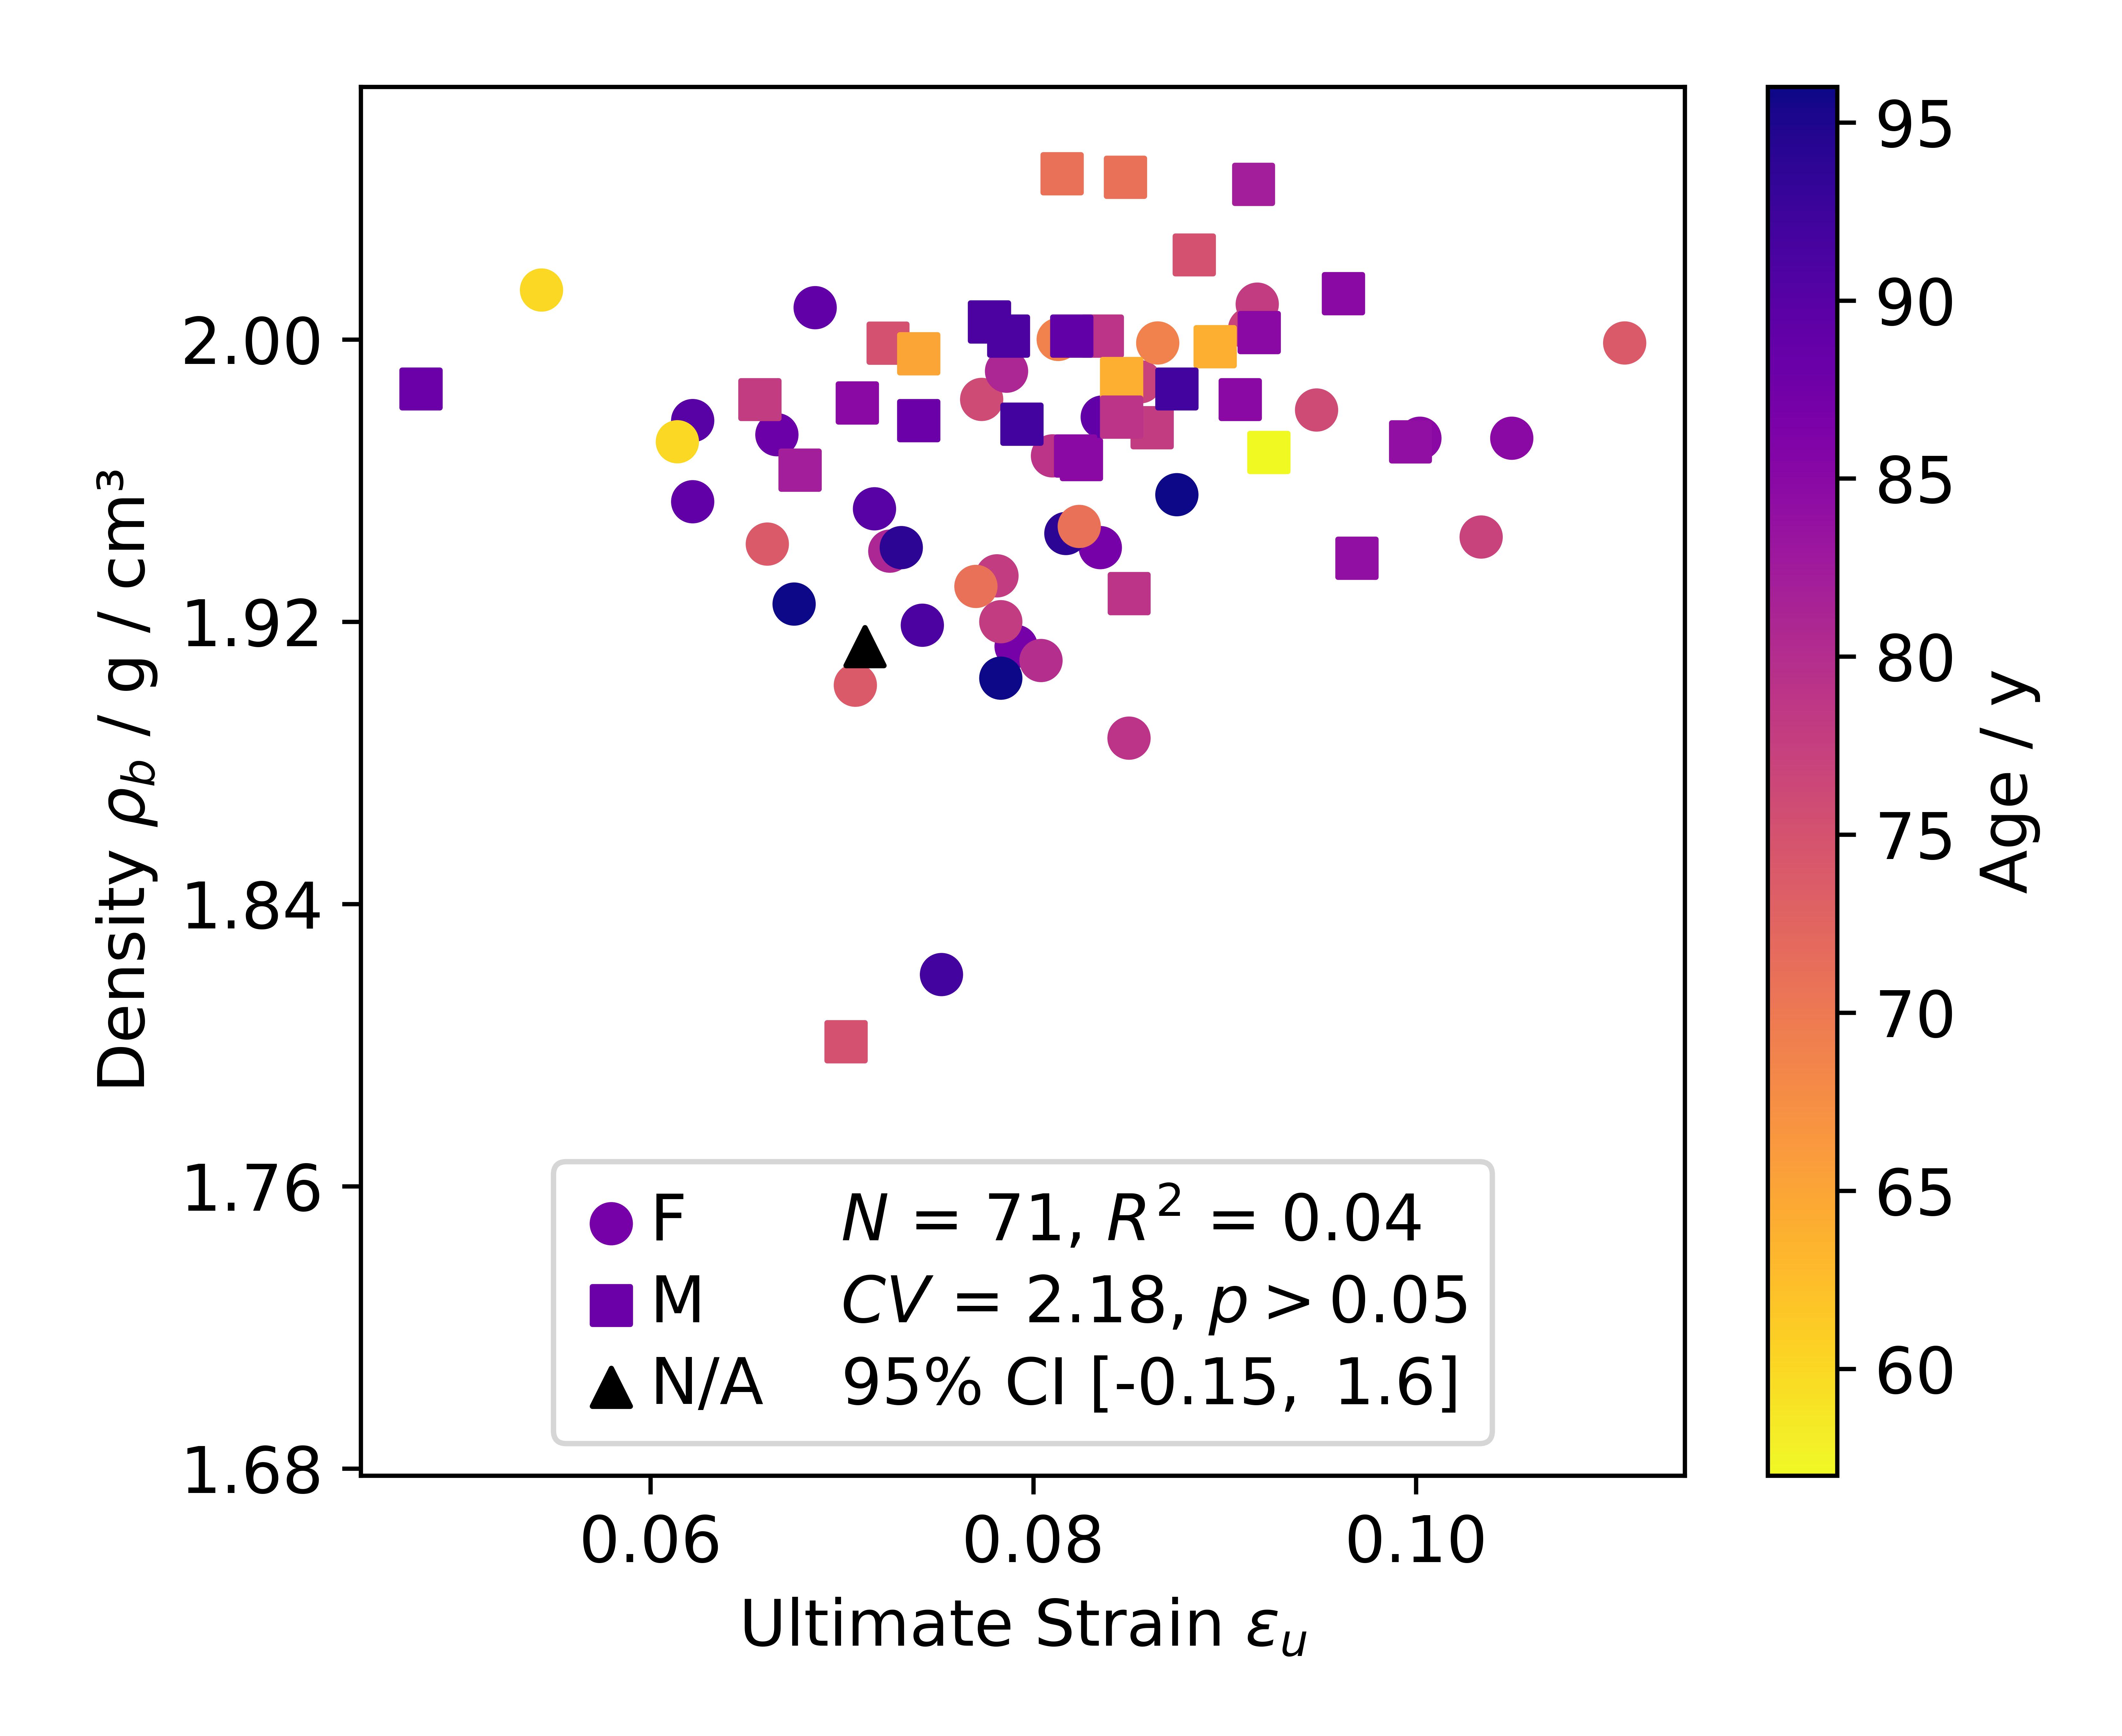 Density ρb / g / cm³
2.00
1.92
1.84
1.76
1.68
F
M
N/A
N = 71, R² = 0.04
CV = 2.18, p > 0.05
95% CI [-0.15, 1.6]
0.06 0.08 0.10
Ultimate Strain εu
95
90
85
80
75
70
65
60
Age / y